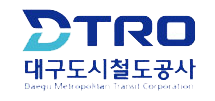 DTRO
대구도시철도공사
Daegu Metropolitan Transit Corporation